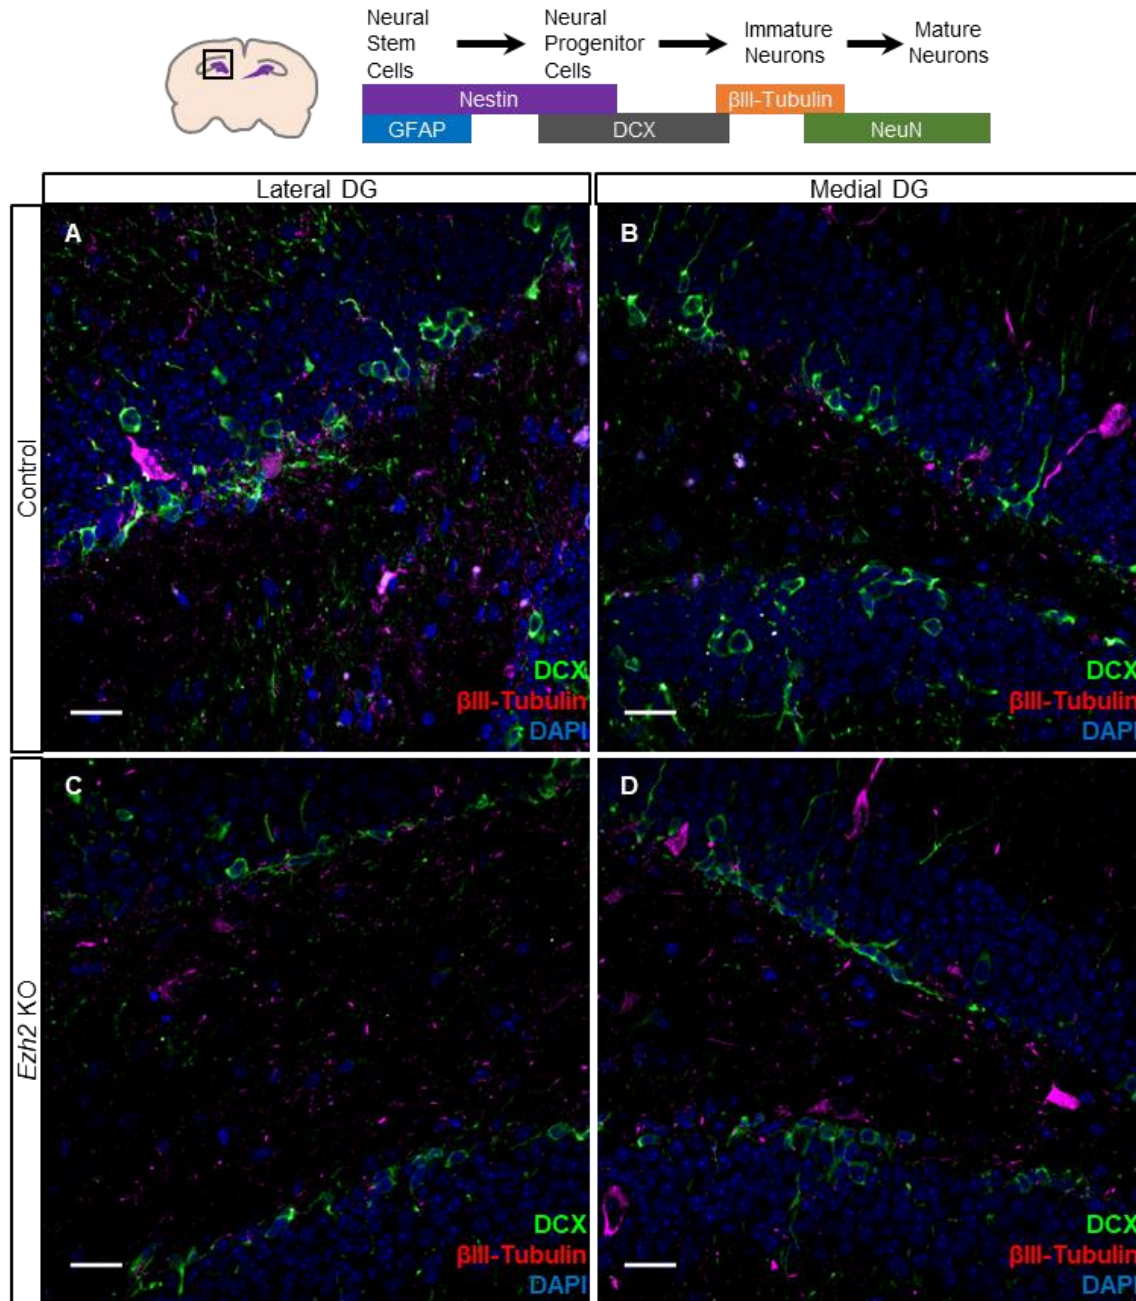 Neural
Stem
Cells
Neural
Progenitor
Cells
Immature
Neurons
Mature
Neurons
Nestin
βIII-Tubulin
GFAP
DCX
NeuN
Lateral DG
Medial DG
Control
A
DCX
βIII-Tubulin
DAPI
B
DCX
βIII-Tubulin
DAPI
Ezh2 KO
C
DCX
βIII-Tubulin
DAPI
D
DCX
βIII-Tubulin
DAPI